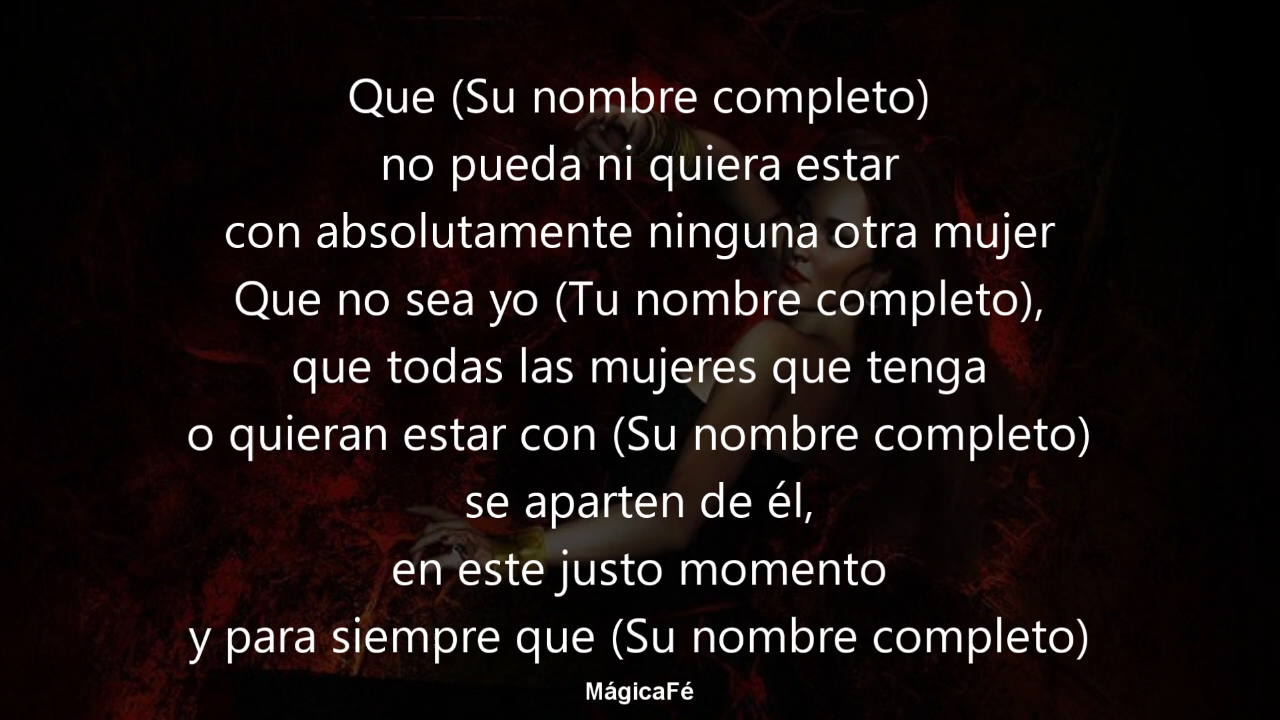 Que (Su nombre completo)
no pueda ni quiera estar
con absolutamente ninguna otra mujer
Que no sea yo (Tu nombre completo),
que todas las mujeres que tenga
o quieran estar con (Su nombre completo)
se aparten de él,
en este justo momento
y para siempre que (Su nombre completo)
MágicaFé